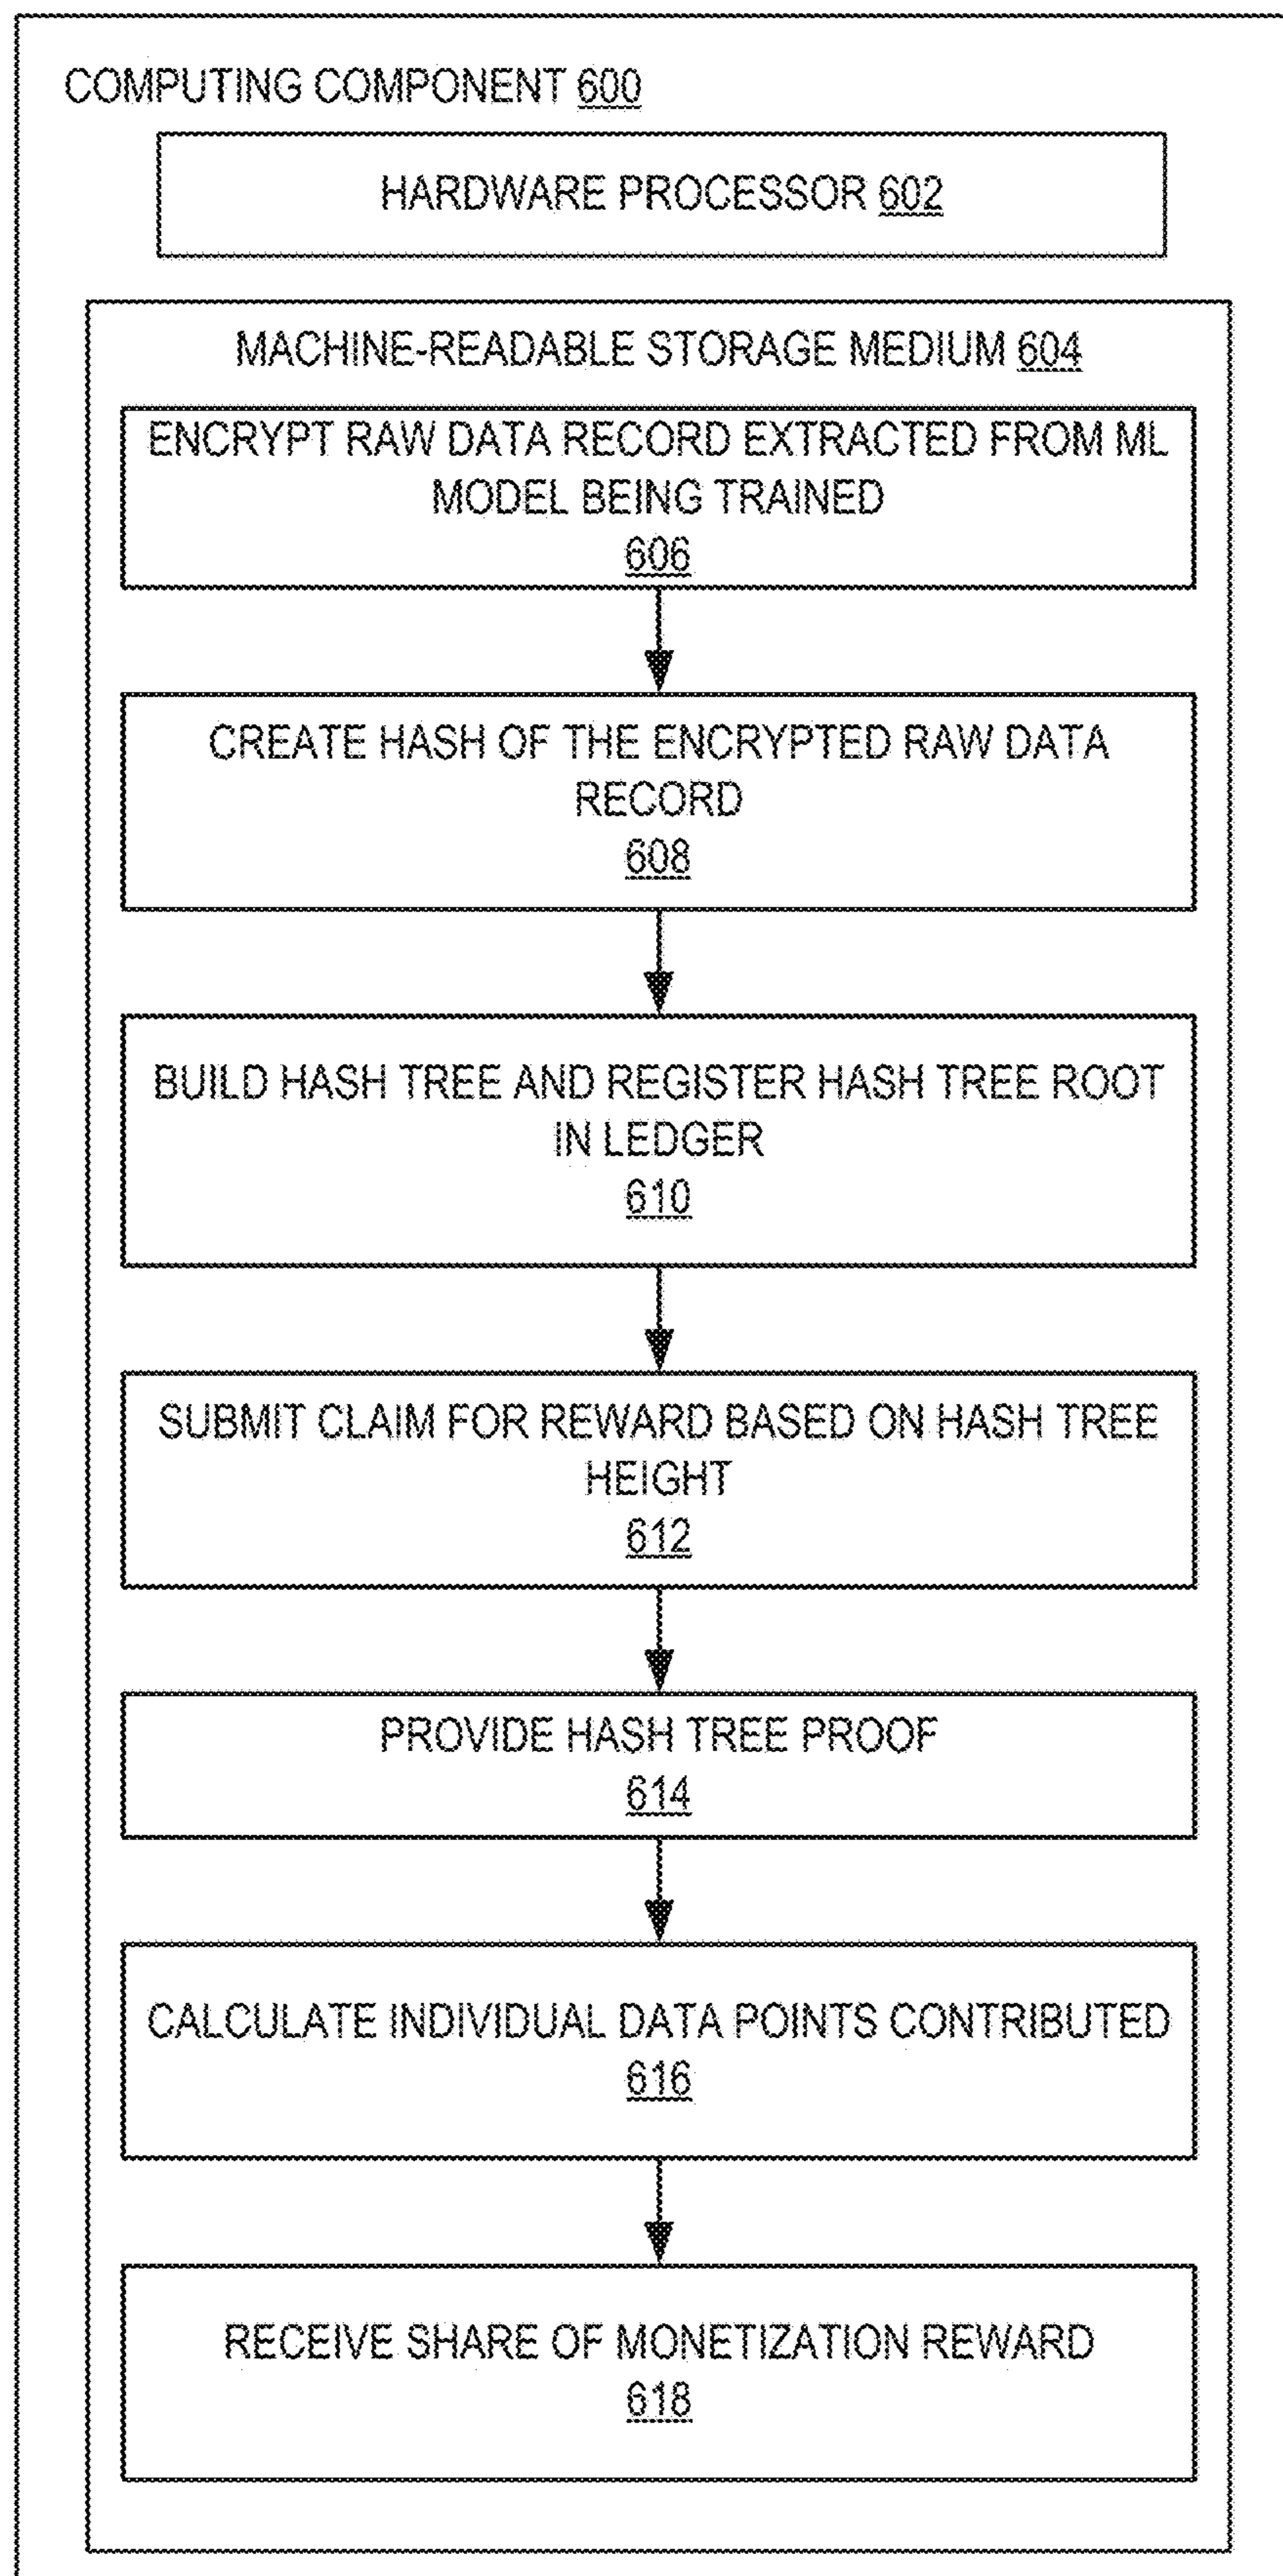 COMPUTING COMPONENT 600
HARDWARE PROCESSOR 602
MACHINE-READABLE STORAGE MEDIUM 604
ENCRYPT RAW DATA RECORD EXTRACTED FROM ML
MODEL BEING TRAINED
606
CREATE HASH OF THE ENCRYPTED RAW DATA
RECORD
608
BUILD HASH TREE AND REGISTER HASH TREE ROOT
IN LEDGER
610
SUBMIT CLAIM FOR REWARD BASED ON HASH TREE
HEIGHT
612
PROVIDE HASH TREE PROOF
614
CALCULATE INDIVIDUAL DATA POINTS CONTRIBUTED
616
RECEIVE SHARE OF MONETIZATION REWARD
618